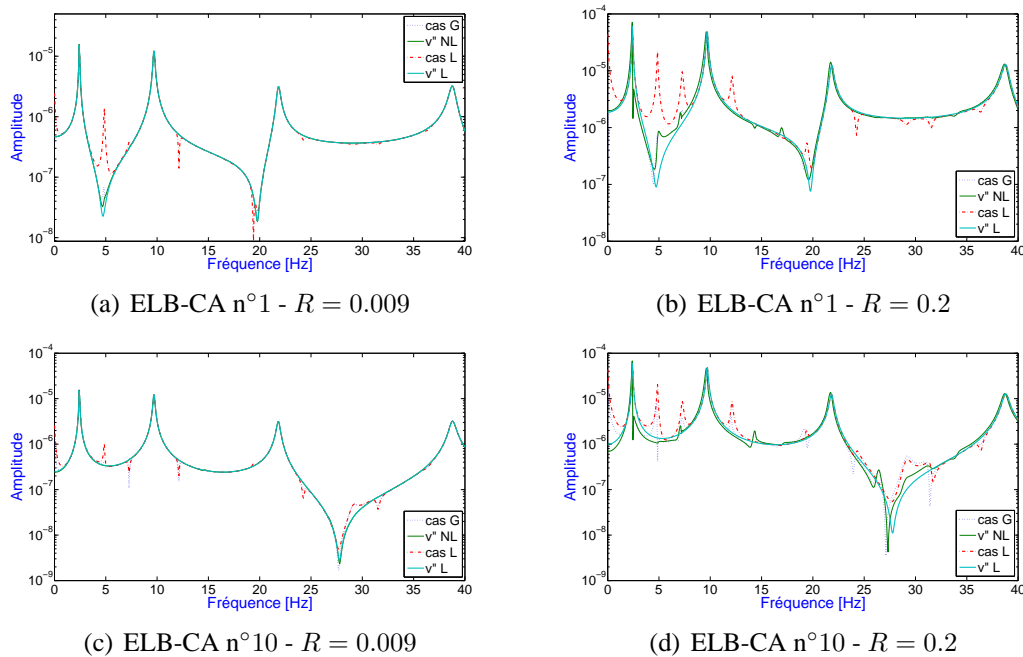 10^-5
10^-6
10^-7
10^-8
Amplitude
0 5 10 15 20 25 30 35 40
Fréquence [Hz]
cas G
v'' NL
cas L
v'' L
(a) ELB-CA n°1 - R = 0.009
10^-4
10^-5
10^-6
10^-7
10^-8
Amplitude
0 5 10 15 20 25 30 35 40
Fréquence [Hz]
cas G
v'' NL
cas L
v'' L
(b) ELB-CA n°1 - R = 0.2
10^-4
10^-5
10^-6
10^-7
10^-8
10^-9
Amplitude
0 5 10 15 20 25 30 35 40
Fréquence [Hz]
cas G
v'' NL
cas L
v'' L
(c) ELB-CA n°10 - R = 0.009
10^-4
10^-5
10^-6
10^-7
10^-8
10^-9
Amplitude
0 5 10 15 20 25 30 35 40
Fréquence [Hz]
cas G
v'' NL
cas L
v'' L
(d) ELB-CA n°10 - R = 0.2